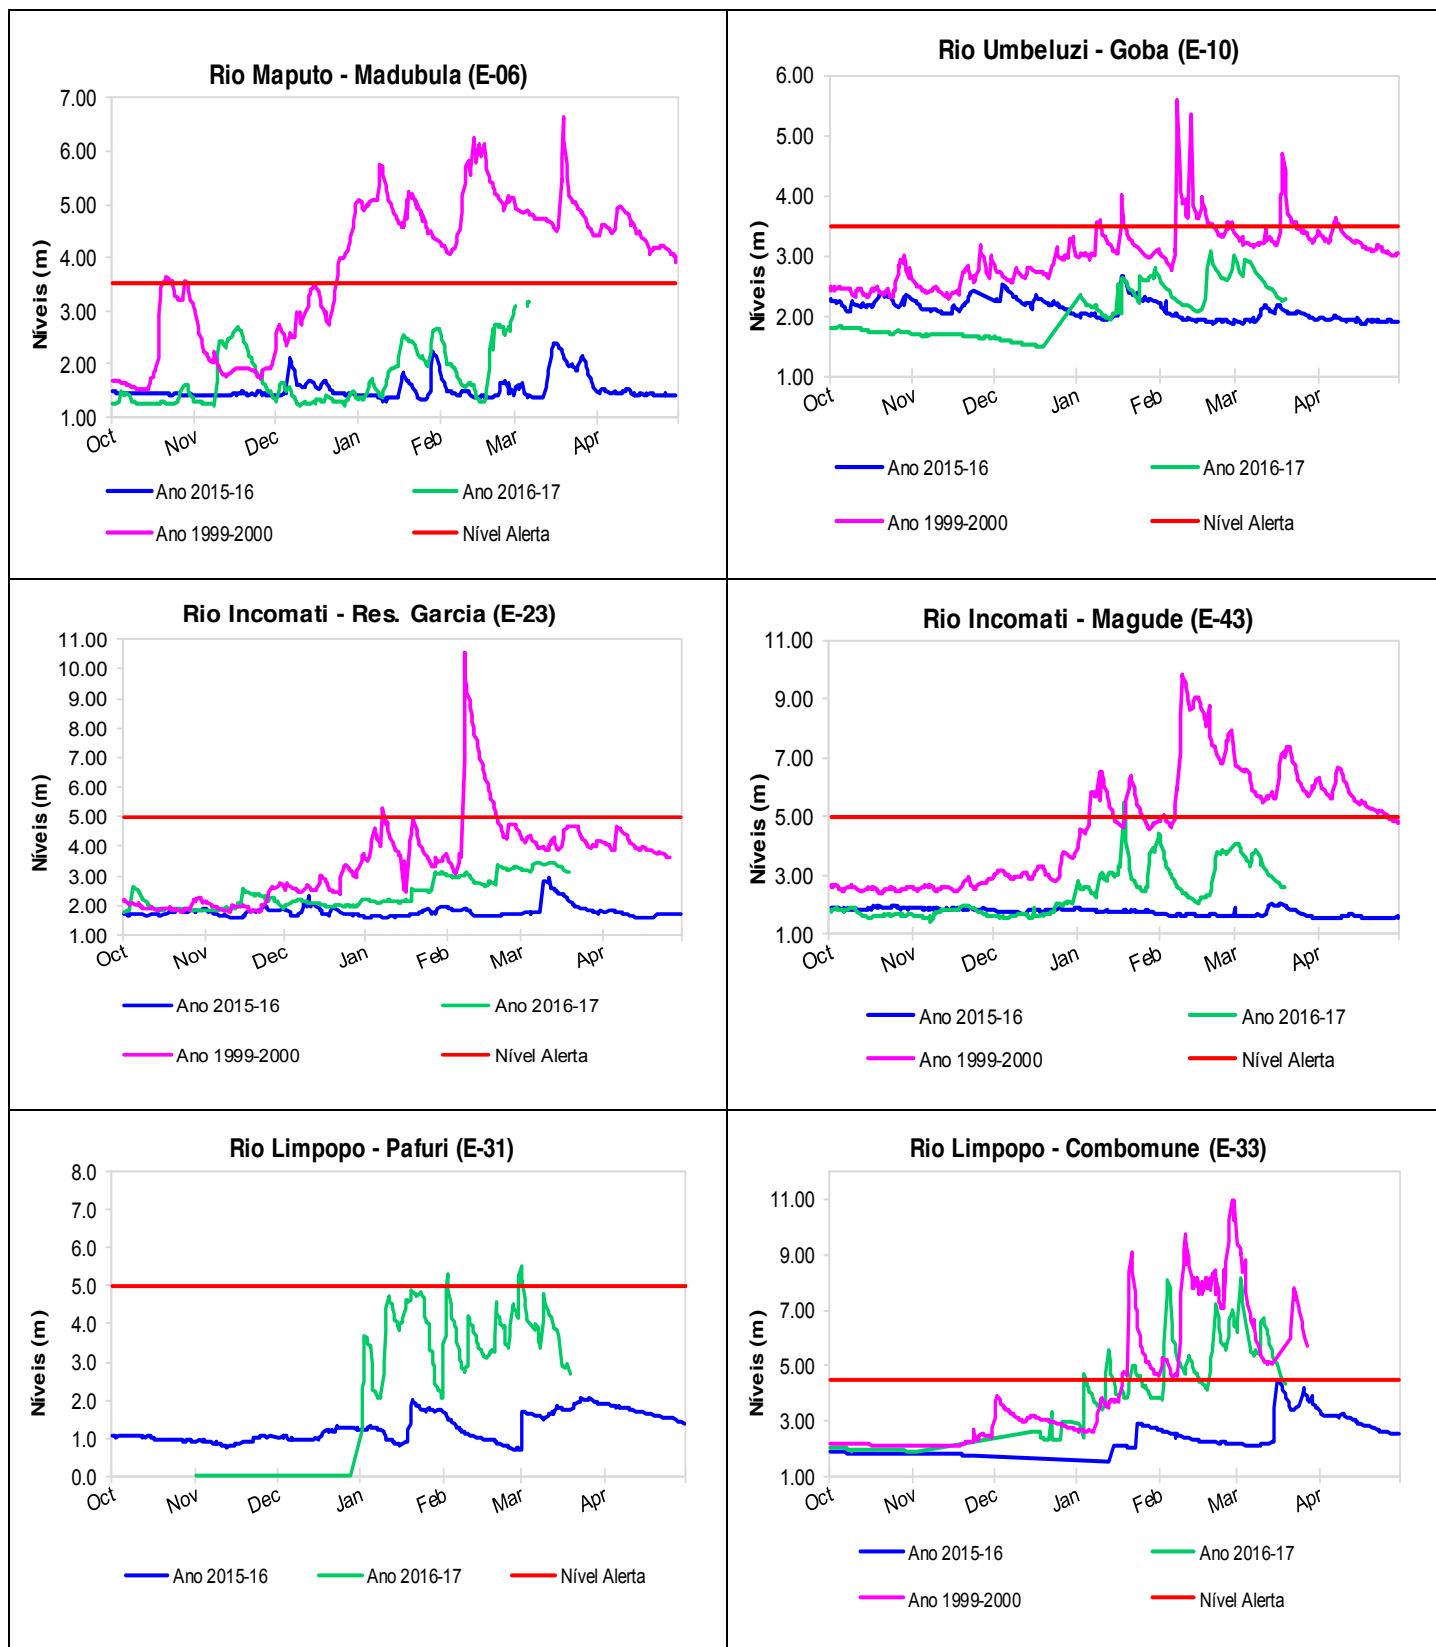 Rio Maputo - Madubula (E-06)
Níveis (m)
7.00
6.00
5.00
4.00
3.00
2.00
1.00
Oct Nov Dec Jan Feb Mar Apr
Ano 2015-16 Ano 2016-17
Ano 1999-2000 Nível Alerta
Rio Umbeluzi - Goba (E-10)
Níveis (m)
6.00
5.00
4.00
3.00
2.00
1.00
Oct Nov Dec Jan Feb Mar Apr
Ano 2015-16 Ano 2016-17
Ano 1999-2000 Nível Alerta
Rio Incomati - Res. Garcia (E-23)
Níveis (m)
11.00
10.00
9.00
8.00
7.00
6.00
5.00
4.00
3.00
2.00
1.00
Oct Nov Dec Jan Feb Mar Apr
Ano 2015-16 Ano 2016-17
Ano 1999-2000 Nível Alerta
Rio Incomati - Magude (E-43)
Níveis (m)
11.00
9.00
7.00
5.00
3.00
1.00
Oct Nov Dec Jan Feb Mar Apr
Ano 2015-16 Ano 2016-17
Ano 1999-2000 Nível Alerta
Rio Limpopo - Pafuri (E-31)
Níveis (m)
8.0
7.0
6.0
5.0
4.0
3.0
2.0
1.0
0.0
Oct Nov Dec Jan Feb Mar Apr
Ano 2015-16 Ano 2016-17 Nível Alerta
Rio Limpopo - Combomune (E-33)
Níveis (m)
11.00
9.00
7.00
5.00
3.00
1.00
Oct Nov Dec Jan Feb Mar Apr
Ano 2015-16 Ano 2016-17
Ano 1999-2000 Nível Alerta